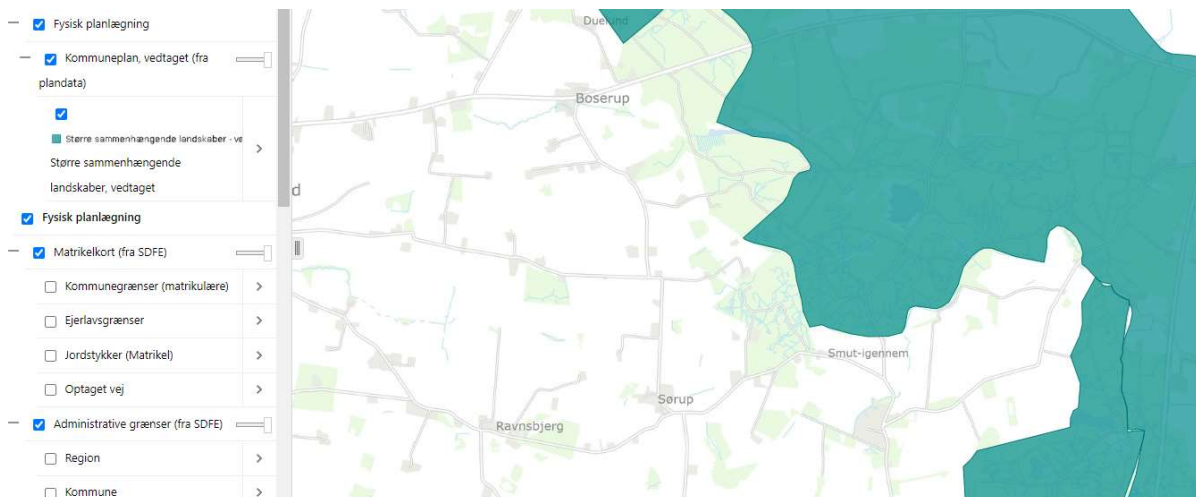 Fysisk planlægning
Kommuneplan, vedtaget (fra
plandata)
Større sammenhængende landskaber - ve
Større sammenhængende
landskaber, vedtaget
Fysisk planlægning
Matrikelkort (fra SDFE)
Kommunegrænser (matrikulære)
Ejerlavsgrænser
Jordstykker (Matrikel)
Optaget vej
Administrative grænser (fra SDFE)
Region
Kommune
Duelund
Boserup
d
Smut-igennem
Sørup
Ravnsbjerg